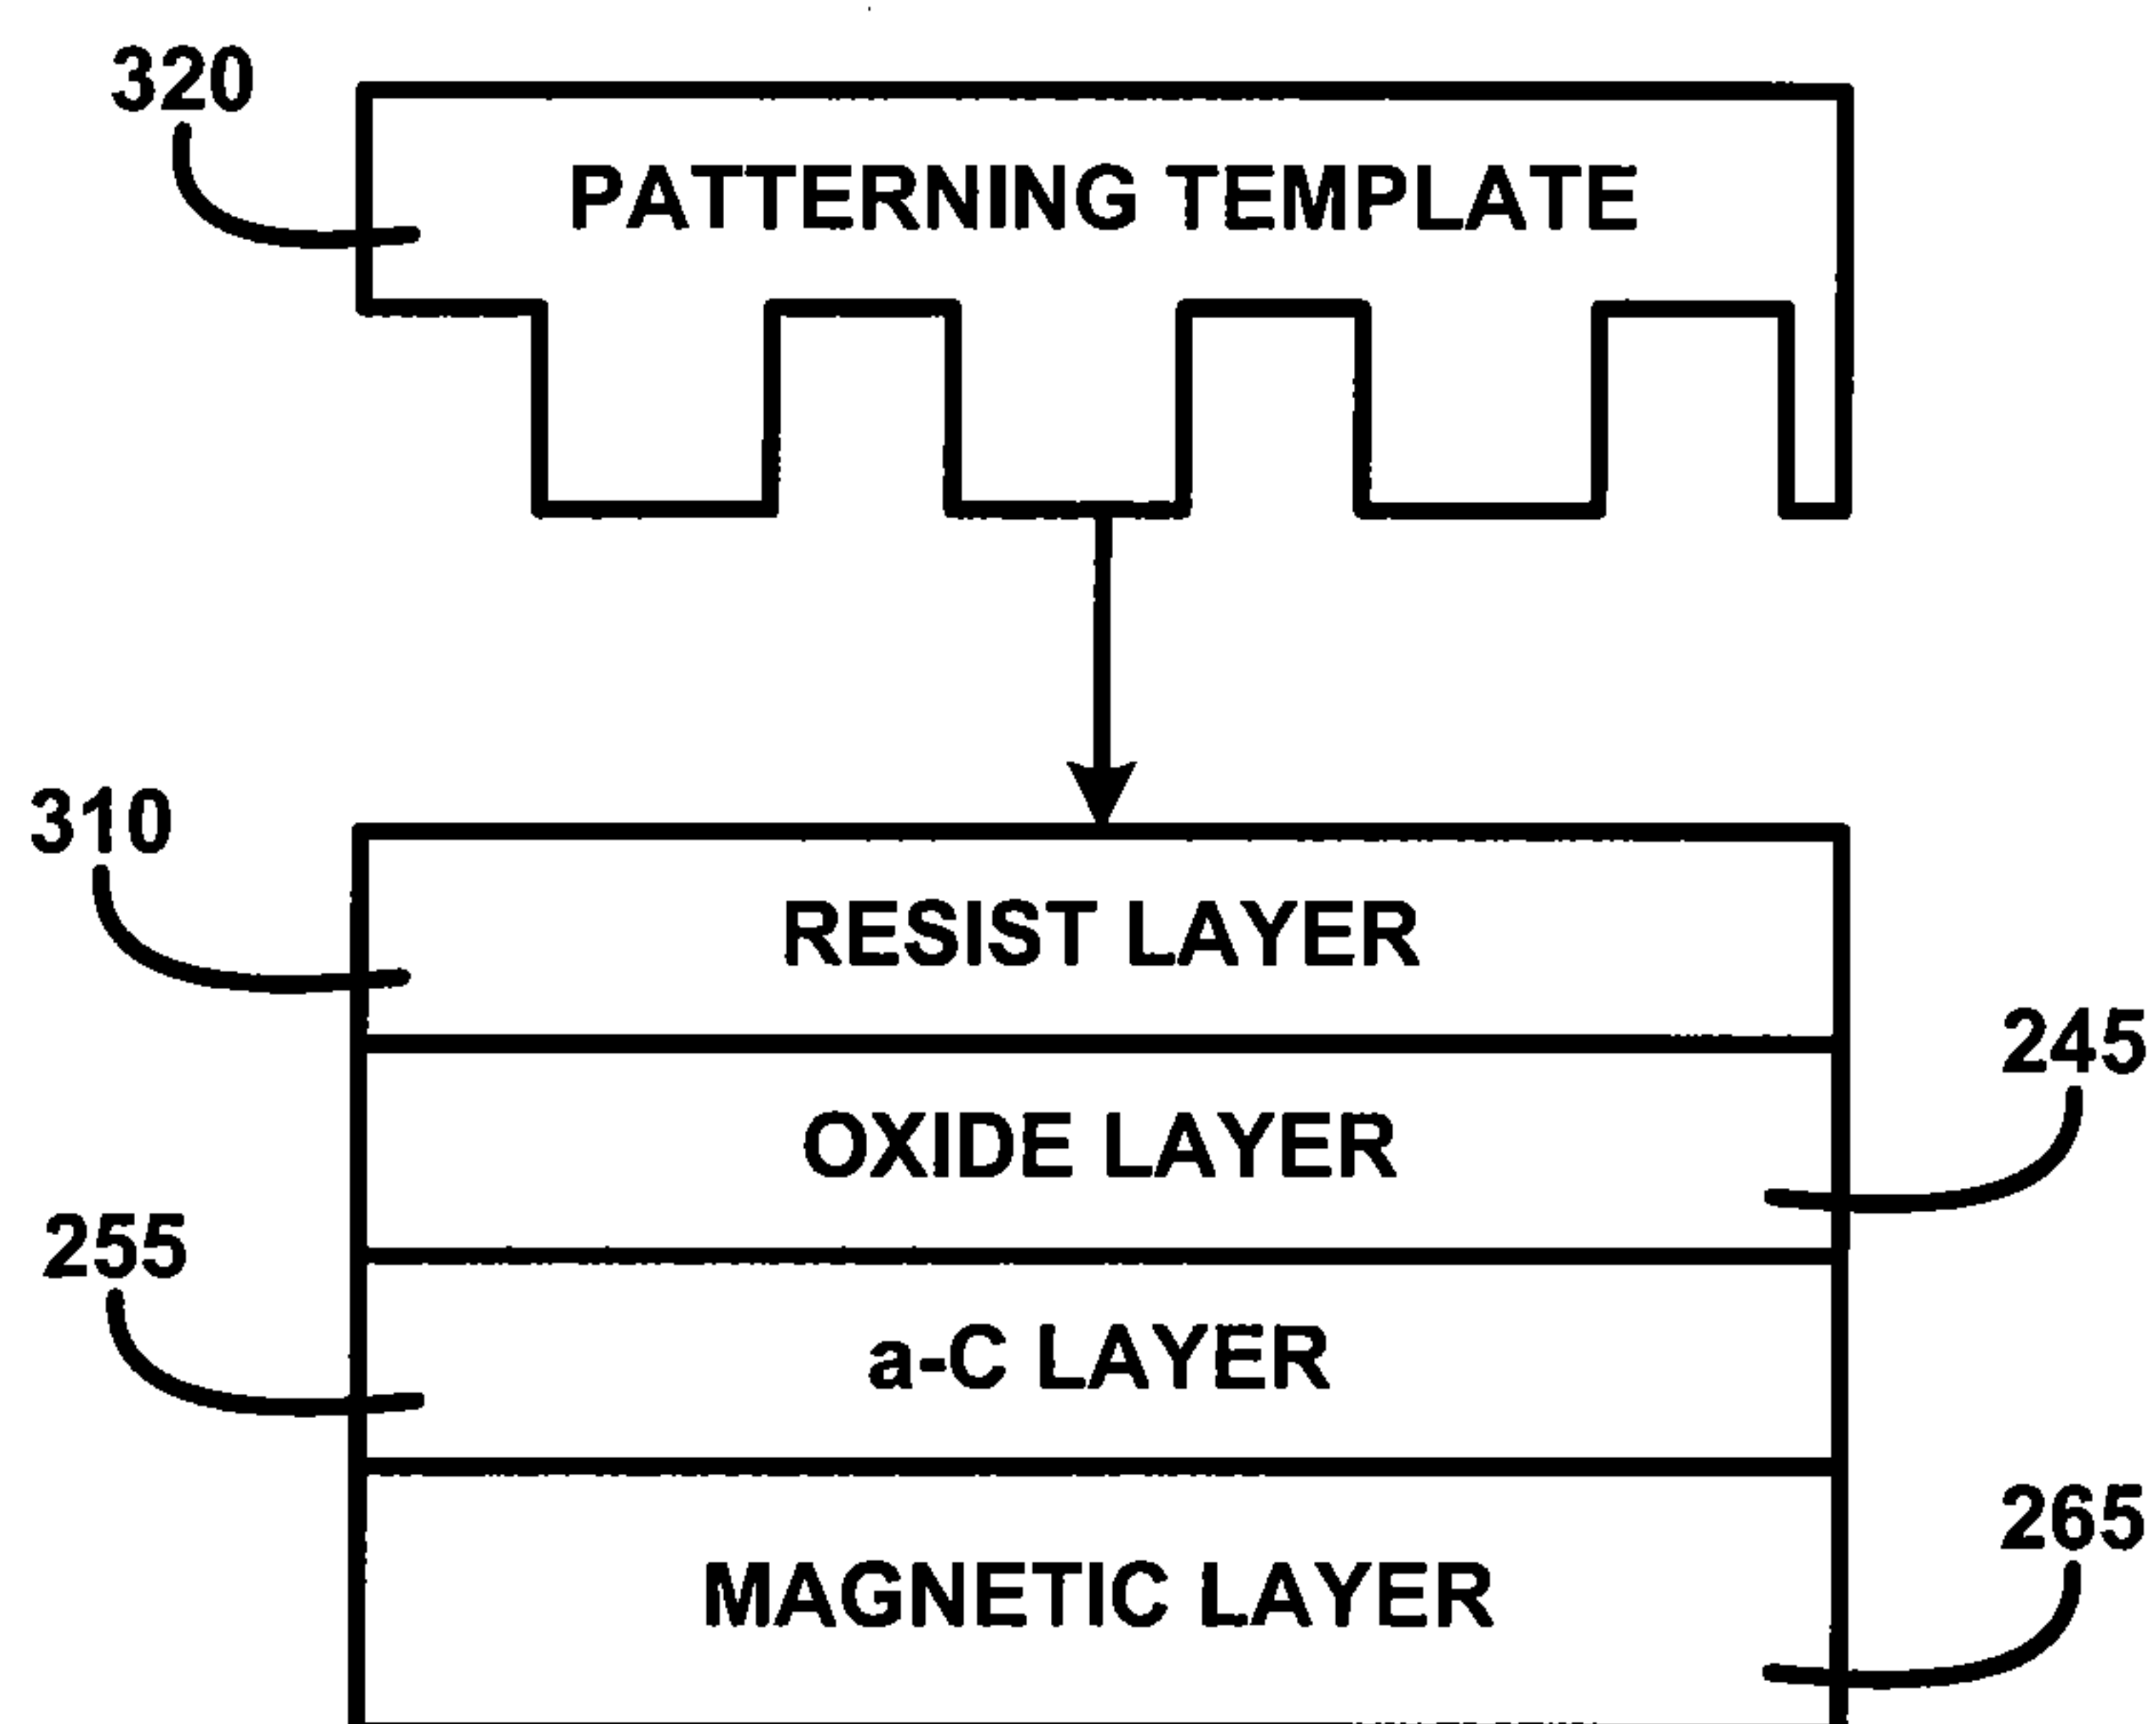 320
PATTERNING TEMPLATE
310
RESIST LAYER
245
OXIDE LAYER
255
a-C LAYER
265
MAGNETIC LAYER